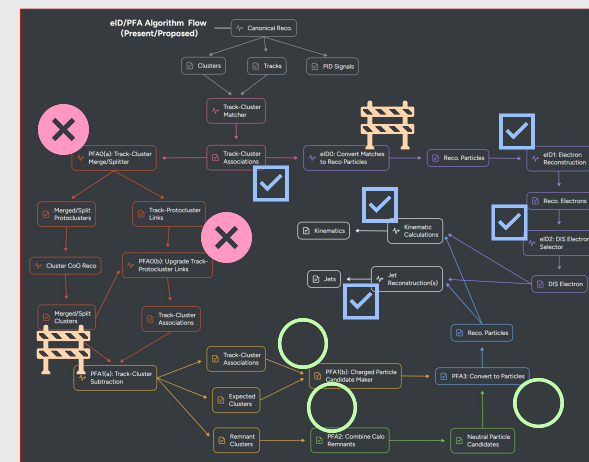 eID/PFA Algorithm Flow
(Present/Proposed)
Canonical Reco.
Clusters
Tracks
PID Signals
Track-Cluster
Matcher
PFA0(a): Track-Cluster
Merge/Splitter
Track-Cluster
Associations
eID0: Convert Matches
to Reco Particles
Reco. Particles
eID1: Electron
Reconstruction
Merged/Split
Protoclusters
Track-Protocluster
Links
Reco. Electrons
Kinematics
Kinematic
Calculations
eID2: DIS Electron
Selector
Cluster CoG Reco
PFA0(b): Upgrade Track-
Protocluster Links
Jets
Jet
Reconstruction(s)
DIS Electron
Merged/Split
Clusters
Track-Cluster
Associations
Reco. Particles
Track-Cluster
Associations
PFA1(a): Track-Cluster
Subtraction
PFA1(b): Charged Particle
Candidate Maker
PFA3: Convert to Particles
Expected
Clusters
Remnant
Clusters
PFA2: Combine Calo
Remnants
Neutral Particle
Candidates